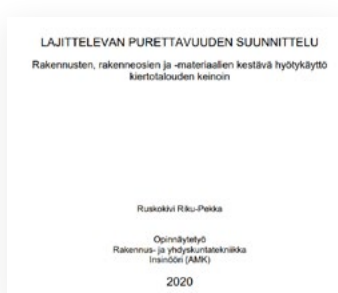 LAJITTELEVAN PURETTAVUUDEN SUUNNITTELU
Rakennusten, rakenneosien ja -materiaalien kestävä hyötykäyttö
kiertotalouden keinoin
Ruskokivi Riku-Pekka
Opinnäytetyö
Rakennus- ja yhdyskuntatekniikka
Insinööri (AMK)
2020